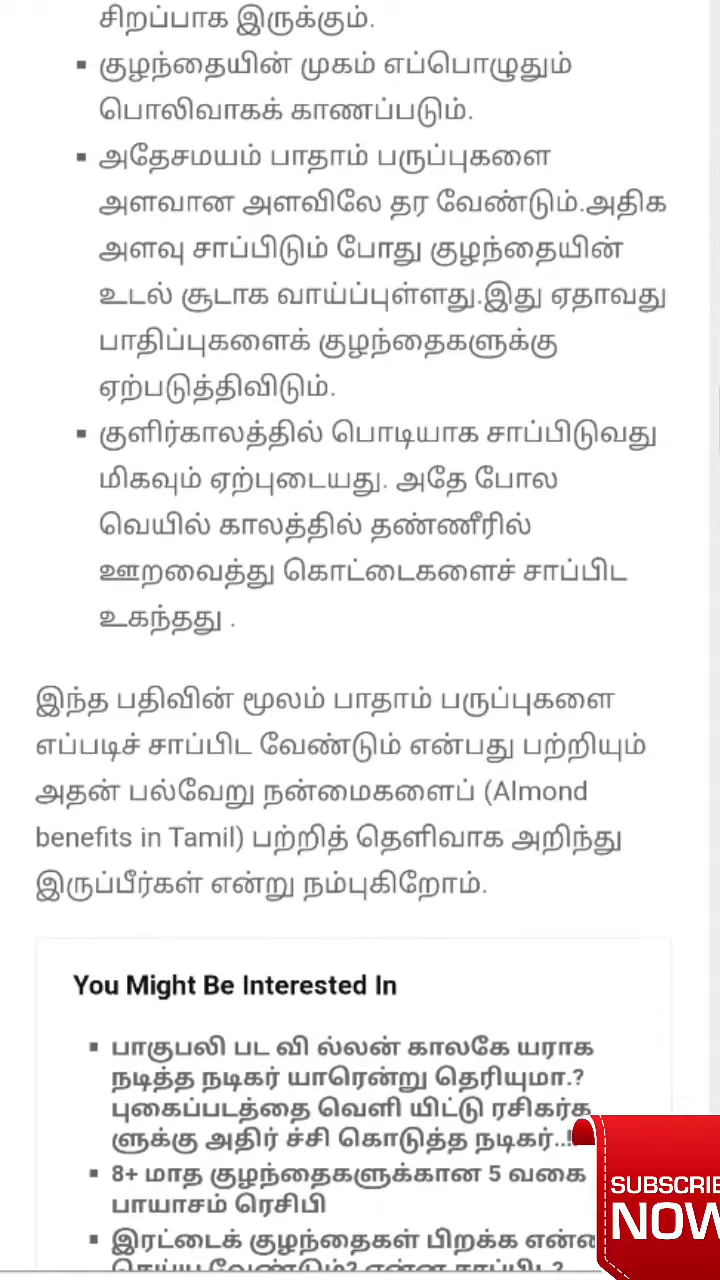 சிறப்பாக இருக்கும்.
▪ குழந்தையின் முகம் எப்பொழுதும்
பொலிவாகக் காணப்படும்.
▪ அதேசமயம் பாதாம் பருப்புகளை
அளவான அளவிலே தர வேண்டும்.அதிக
அளவு சாப்பிடும் போது குழந்தையின்
உடல் சூடாக வாய்ப்புள்ளது.இது ஏதாவது
பாதிப்புகளைக் குழந்தைகளுக்கு
ஏற்படுத்திவிடும்.
▪ குளிர்காலத்தில் பொடியாக சாப்பிடுவது
மிகவும் ஏற்புடையது. அதே போல
வெயில் காலத்தில் தண்ணீரில்
ஊறவைத்து கொட்டைகளைச் சாப்பிட
உகந்தது .
இந்த பதிவின் மூலம் பாதாம் பருப்புகளை
எப்படிச் சாப்பிட வேண்டும் என்பது பற்றியும்
அதன் பல்வேறு நன்மைகளைப் (Almond
benefits in Tamil) பற்றித் தெளிவாக அறிந்து
இருப்பீர்கள் என்று நம்புகிறோம்.
You Might Be Interested In
▪ பாகுபலி பட வி ல்லன் காலகே யராக
நடித்த நடிகர் யாரென்று தெரியுமா.?
புகைப்படத்தை வெளி யிட்டு ரசிகர்க
ளுக்கு அதிர் ச்சி கொடுத்த நடிகர்..!
▪ 8+ மாத குழந்தைகளுக்கான 5 வகை
பாயாசம் ரெசிபி
▪ இரட்டைக் குழந்தைகள் பிறக்க என்ன
செய்ய வேண்டும்? என்ன சாப்பிட?
SUBSCRIBE
NOW